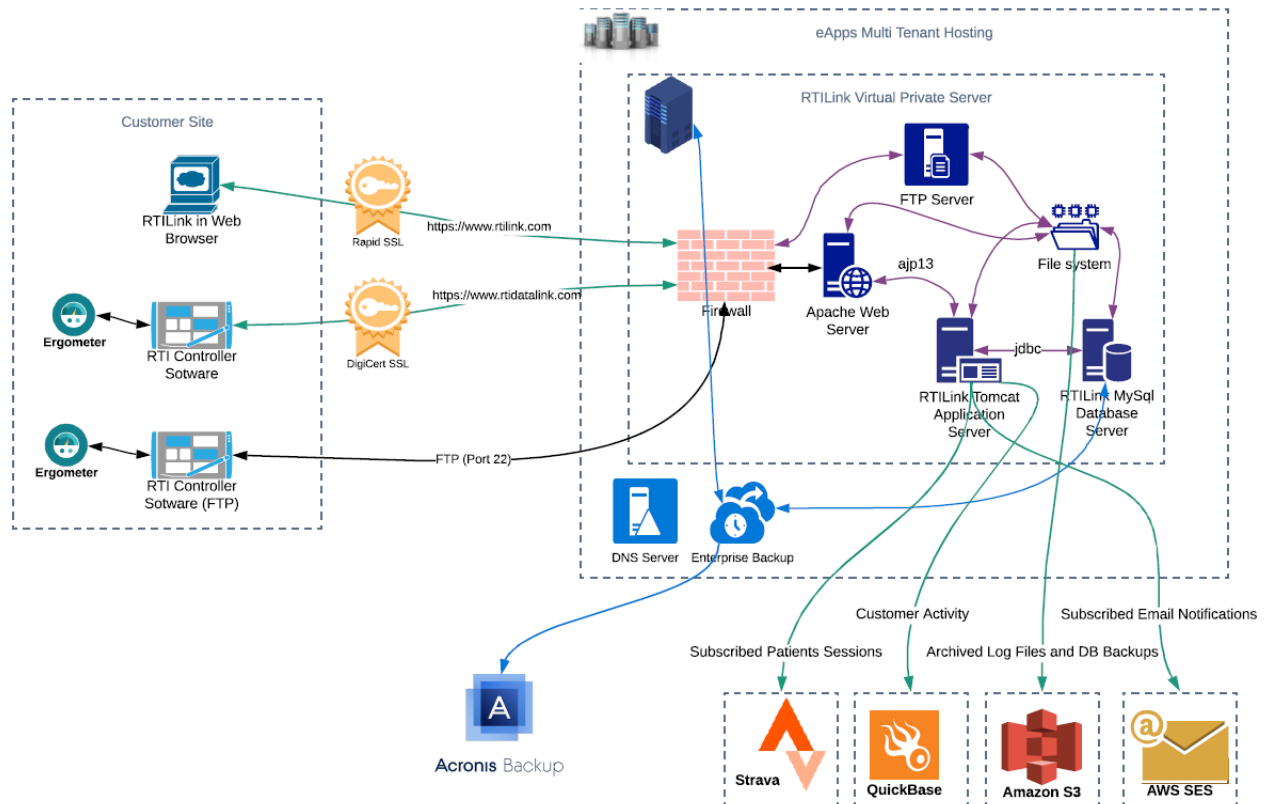 eApps Multi Tenant Hosting
RTILink Virtual Private Server
Customer Site
RTILink in Web
Browser
Rapid SSL
https://www.rtilink.com
FTP Server
File system
ajp13
Firewall
Apache Web
Server
https://www.rtidatalink.com
Ergometer
RTI Controller
Sotware
DigiCert SSL
jdbc
RTILink Tomcat
Application
Server
RTILink MySql
Database
Server
Ergometer
RTI Controller
Sotware (FTP)
FTP (Port 22)
DNS Server
Enterprise Backup
Customer Activity
Subscribed Email Notifications
Subscribed Patients Sessions
Archived Log Files and DB Backups
A
Acronis Backup
Strava
QuickBase
Amazon S3
@
AWS SES